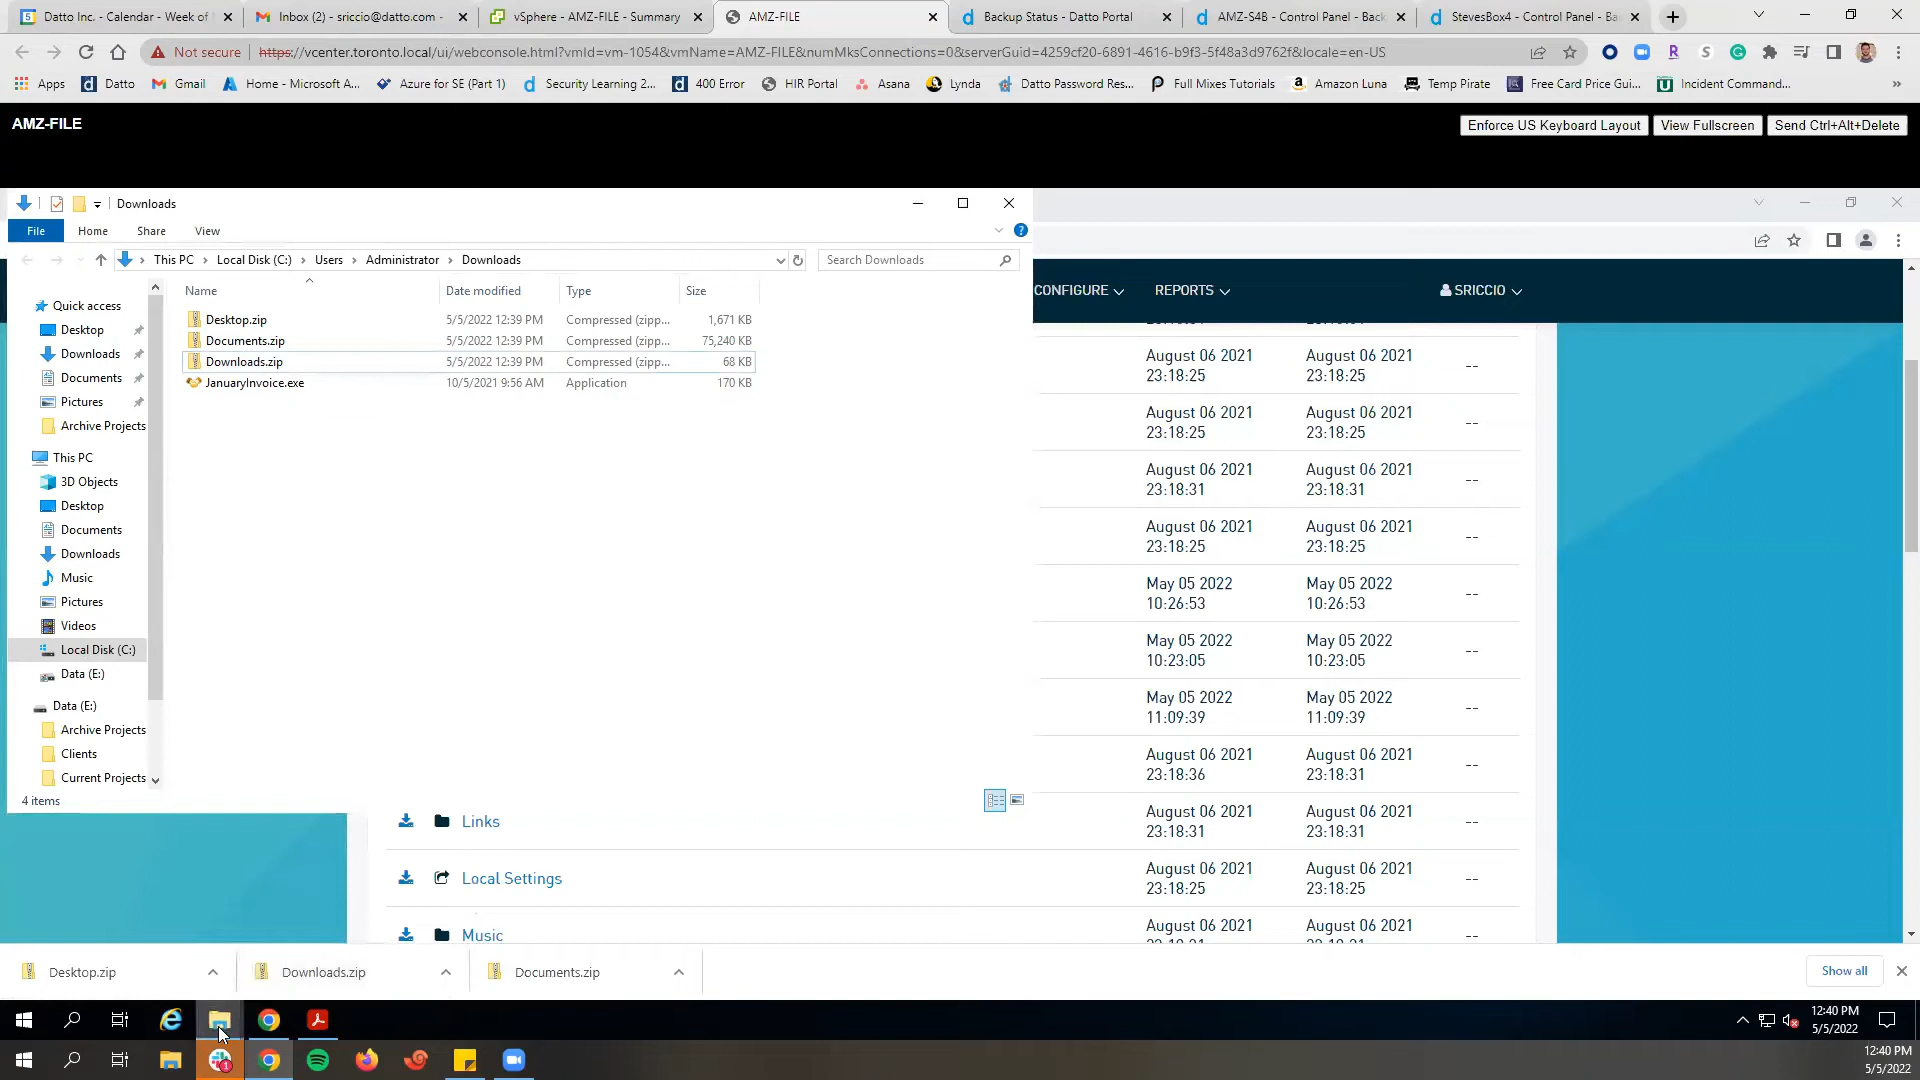 Datto Inc. - Calendar - Week of
Inbox (2) - sriccio@datto.com -
vSphere - AMZ-FILE - Summary
AMZ-FILE
Backup Status - Datto Portal
AMZ-S4B - Control Panel - Back
StevesBox4 - Control Panel - Ba
Not secure
https://vcenter.toronto.local/ui/webconsole.html?vmId=vm-1054&vmName=AMZ-FILE&numMksConnections=0&serverGuid=4259cf20-6891-4616-b9f3-5f48a3d9762f&locale=en-US
Apps
Datto
Gmail
Home - Microsoft A...
Azure for SE (Part 1)
Security Learning 2...
400 Error
HIR Portal
Asana
Lynda
Datto Password Res...
Full Mixes Tutorials
Amazon Luna
Temp Pirate
Free Card Price Gui...
Incident Command...
AMZ-FILE
Enforce US Keyboard Layout
View Fullscreen
Send Ctrl+Alt+Delete
Downloads
File
Home
Share
View
This PC > Local Disk (C:) > Users > Administrator > Downloads
Search Downloads
Name
Date modified
Type
Size
Desktop.zip 5/5/2022 12:39 PM Compressed (zipp... 1,671 KB
Documents.zip 5/5/2022 12:39 PM Compressed (zipp... 75,240 KB
Downloads.zip 5/5/2022 12:39 PM Compressed (zipp... 68 KB
JanuaryInvoice.exe 10/5/2021 9:56 AM Application 170 KB
Quick access
Desktop
Downloads
Documents
Pictures
Archive Projects
This PC
3D Objects
Desktop
Documents
Downloads
Music
Pictures
Videos
Local Disk (C:)
Data (E:)
Data (E:)
Archive Projects
Clients
Current Projects
4 items
CONFIGURE
REPORTS
SRICCIO
August 06 2021 August 06 2021
23:18:25 23:18:25 --
August 06 2021 August 06 2021
23:18:25 23:18:25 --
August 06 2021 August 06 2021
23:18:31 23:18:31 --
August 06 2021 August 06 2021
23:18:25 23:18:25 --
May 05 2022 May 05 2022
10:26:53 10:26:53 --
May 05 2022 May 05 2022
10:23:05 10:23:05 --
May 05 2022 May 05 2022
11:09:39 11:09:39 --
August 06 2021 August 06 2021
23:18:36 23:18:31 --
Links
August 06 2021 August 06 2021
23:18:31 23:18:31 --
Local Settings
August 06 2021 August 06 2021
23:18:25 23:18:25 --
Music
August 06 2021 August 06 2021
--
Desktop.zip
Downloads.zip
Documents.zip
Show all
12:40 PM
5/5/2022
12:40 PM
5/5/2022